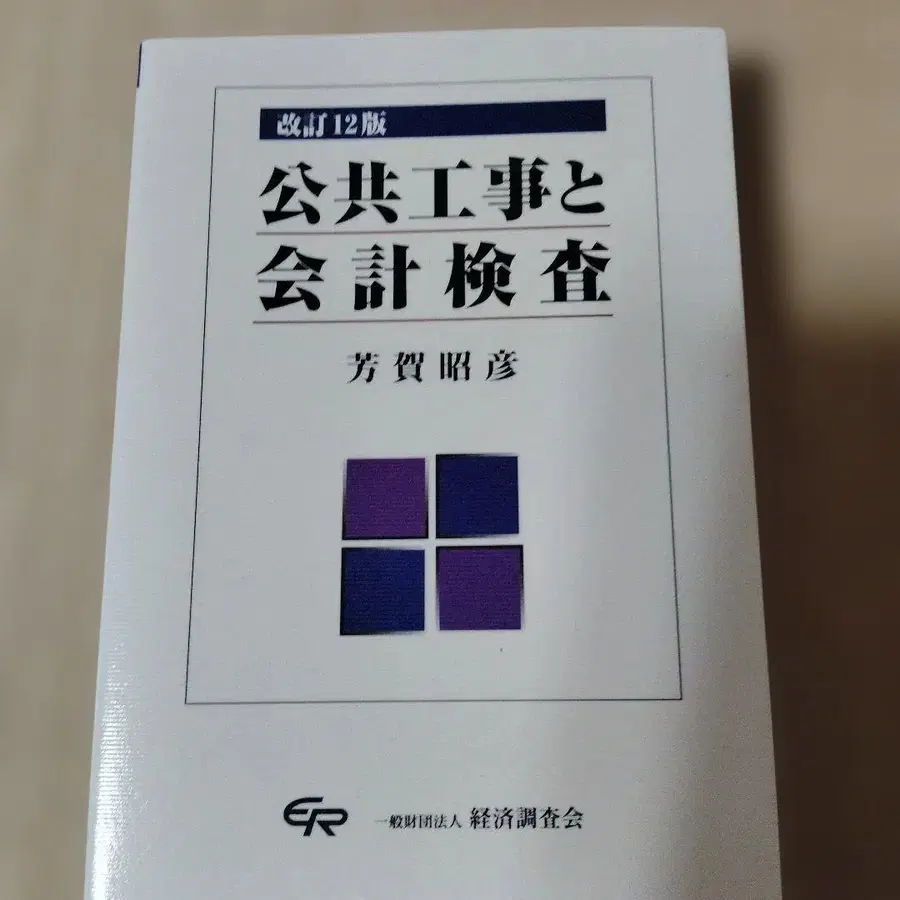 改訂12版
公共工事と
会計検査
芳賀昭彦
ER 一般財団法人 経済調査会